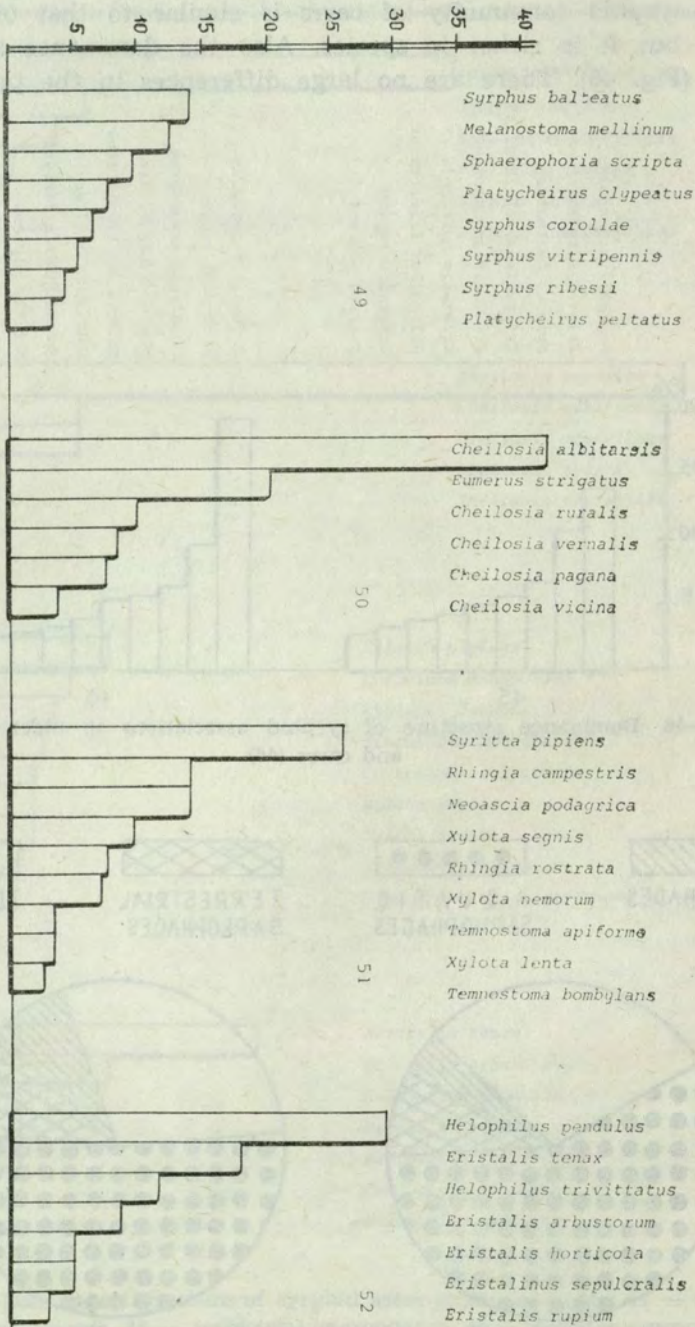 5 10 15 20 25 30 35 40
Syrphus balteatus
Melanostoma mellinum
Sphaerophoria scripta
Platycheirus clypeatus
Syrphus corollae
Syrphus vitripennis
Syrphus ribesii
Platycheirus peltatus
49
Cheilosia albitarsis
Eumerus strigatus
Cheilosia ruralis
Cheilosia vernalis
Cheilosia pagana
Cheilosia vicina
50
Syritta pipiens
Rhingia campestris
Neoascia podagrica
Xylota segnis
Rhingia rostrata
Xylota nemorum
Temnostoma apiforme
Xylota lenta
Temnostoma bombylans
51
Helophilus pendulus
Eristalis tenax
Helophilus trivittatus
Eristalis arbustorum
Eristalis horticola
Eristalinus sepulcralis
Eristalis rupium
52